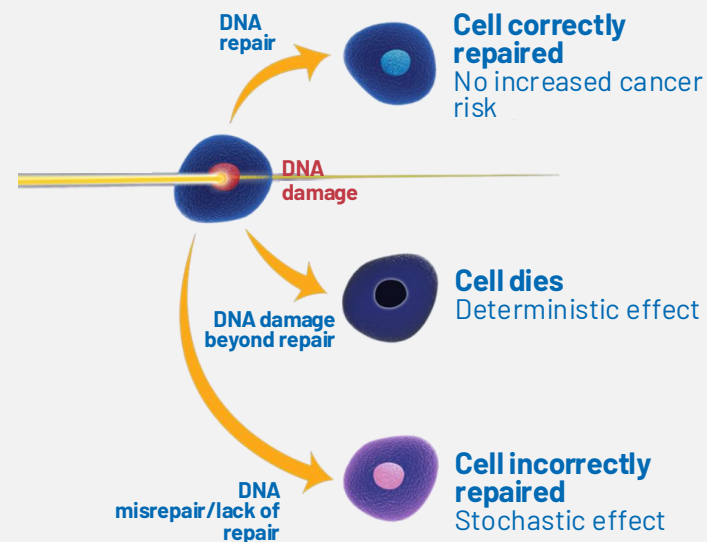 DNA
repair
Cell correctly
repaired
No increased cancer
risk
DNA
damage
Cell dies
Deterministic effect
DNA damage
beyond repair
Cell incorrectly
repaired
Stochastic effect
DNA
misrepair/lack of
repair